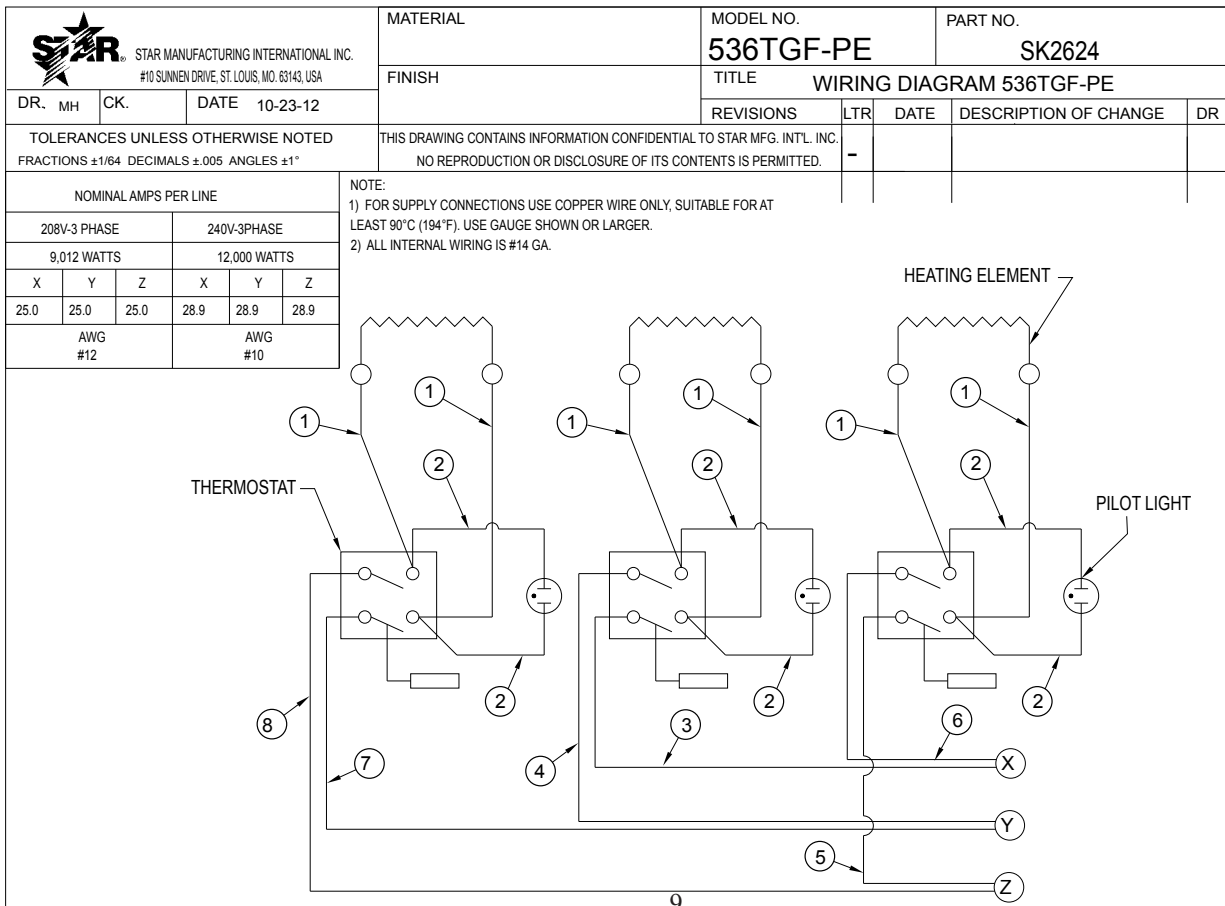 STAR®
STAR MANUFACTURING INTERNATIONAL INC.
#10 SUNNEN DRIVE, ST. LOUIS, MO. 63143, USA
DR. MH CK. DATE 10-23-12
MATERIAL
FINISH
MODEL NO.
536TGF-PE
PART NO.
SK2624
TITLE WIRING DIAGRAM 536TGF-PE
REVISIONS LTR DATE DESCRIPTION OF CHANGE DR
-
TOLERANCES UNLESS OTHERWISE NOTED
FRACTIONS ±1/64 DECIMALS ±.005 ANGLES ±1°
THIS DRAWING CONTAINS INFORMATION CONFIDENTIAL TO STAR MFG. INT'L. INC.
NO REPRODUCTION OR DISCLOSURE OF ITS CONTENTS IS PERMITTED.
NOMINAL AMPS PER LINE
208V-3 PHASE 240V-3PHASE
9,012 WATTS 12,000 WATTS
X Y Z X Y Z
25.0 25.0 25.0 28.9 28.9 28.9
AWG AWG
#12 #10
NOTE:
1) FOR SUPPLY CONNECTIONS USE COPPER WIRE ONLY, SUITABLE FOR AT
LEAST 90°C (194°F). USE GAUGE SHOWN OR LARGER.
2) ALL INTERNAL WIRING IS #14 GA.
HEATING ELEMENT
1 1 1 1 1 1
2 2 2
THERMOSTAT
PILOT LIGHT
2 2 2
8 3 6
7 4 X
Y
5
Z
9